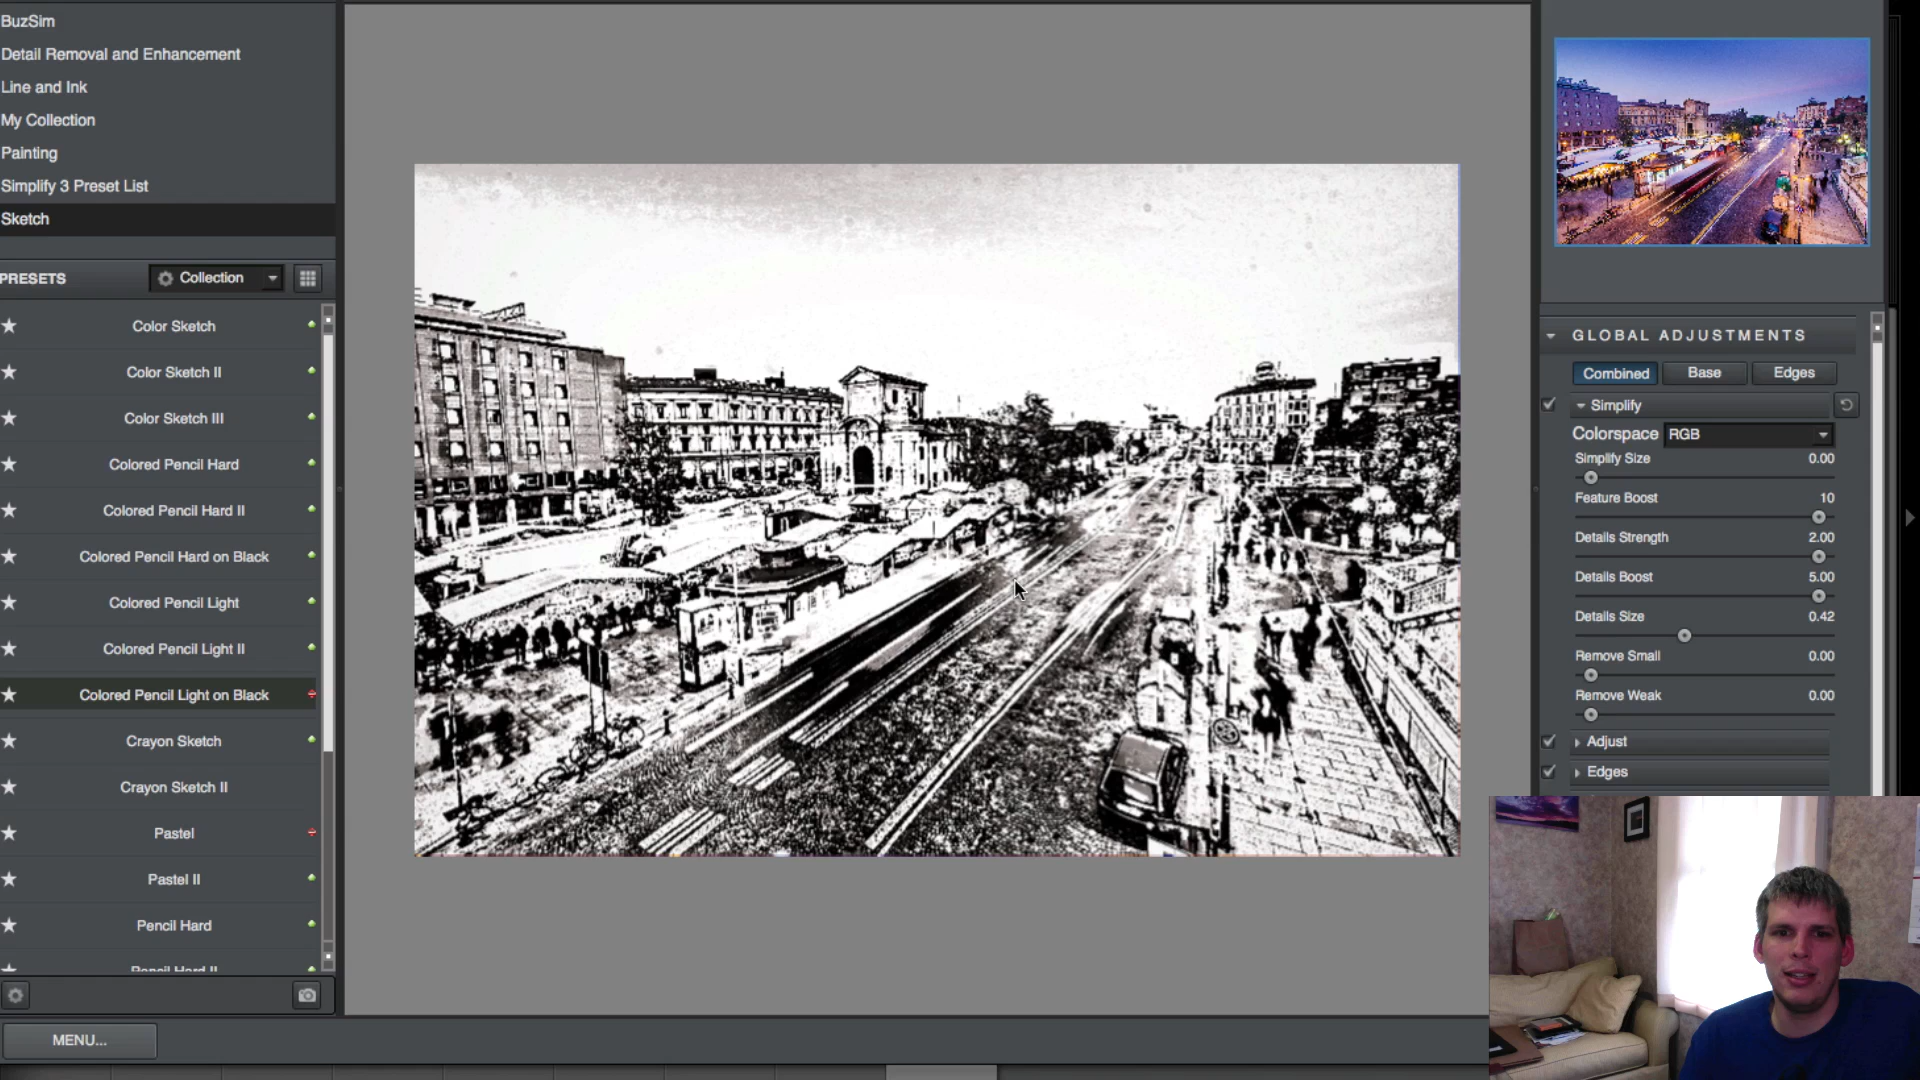 BuzSim
Detail Removal and Enhancement
Line and Ink
My Collection
Painting
Simplify 3 Preset List
Sketch
PRESETS
Collection
Color Sketch
Color Sketch II
Color Sketch III
Colored Pencil Hard
Colored Pencil Hard II
Colored Pencil Hard on Black
Colored Pencil Light
Colored Pencil Light II
Colored Pencil Light on Black
Crayon Sketch
Crayon Sketch II
Pastel
Pastel II
Pencil Hard
Pencil Hard II
MENU...
GLOBAL ADJUSTMENTS
Combined Base Edges
Simplify
Colorspace RGB
Simplify Size 0.00
Feature Boost 10
Details Strength 2.00
Details Boost 5.00
Details Size 0.42
Remove Small 0.00
Remove Weak 0.00
Adjust
Edges